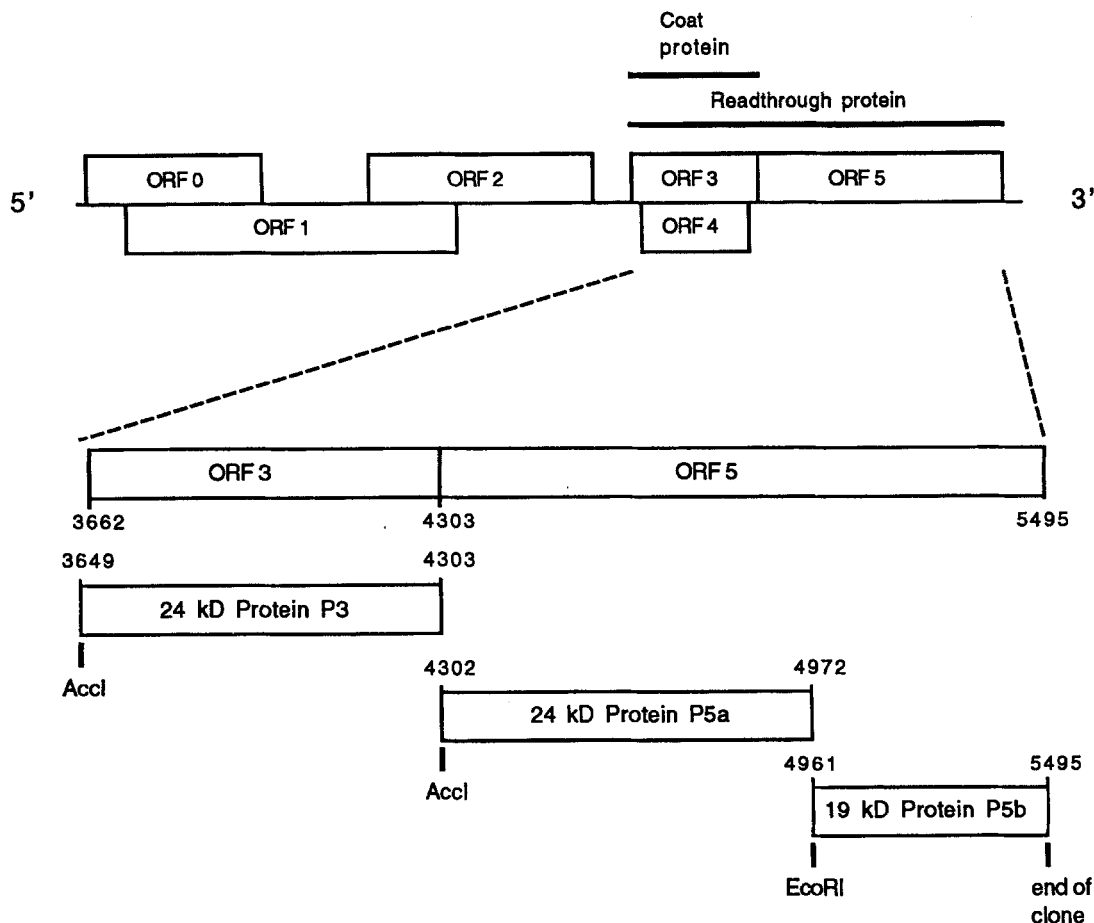 Coat
protein
Readthrough protein
ORF 0
ORF 2
ORF 3
ORF 5
5'
3'
ORF 1
ORF 4
ORF 3
ORF 5
3662
4303
5495
3649
4303
24 kD Protein P3
AccI
4302
4972
24 kD Protein P5a
AccI
4961
5495
19 kD Protein P5b
EcoRI
end of
clone